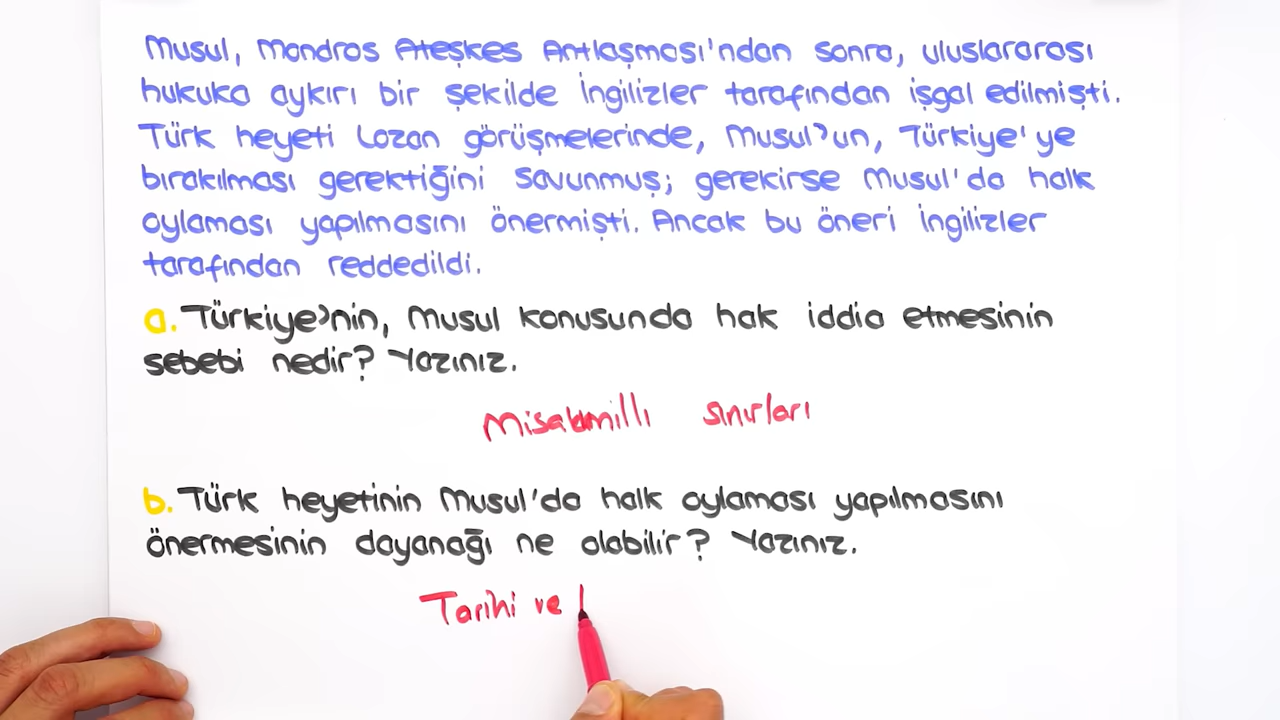 Musul, Mondros Ateşkes Antlaşması'ndan sonra, uluslararası
hukuka aykırı bir şekilde İngilizler tarafından işgal edilmişti.
Türk heyeti Lozan görüşmelerinde, Musul'un, Türkiye'ye
bırakılması gerektiğini savunmuş; gerekirse Musul'da halk
oylaması yapılmasını önermişti. Ancak bu öneri İngilizler
tarafından reddedildi.
a. Türkiye'nin, Musul konusunda hak iddia etmesinin
sebebi nedir? Yazınız.
Misakımilli sınırları
b. Türk heyetinin Musul'da halk oylaması yapılmasını
önermesinin dayanağı ne olabilir? Yazınız.
Tarihi ve